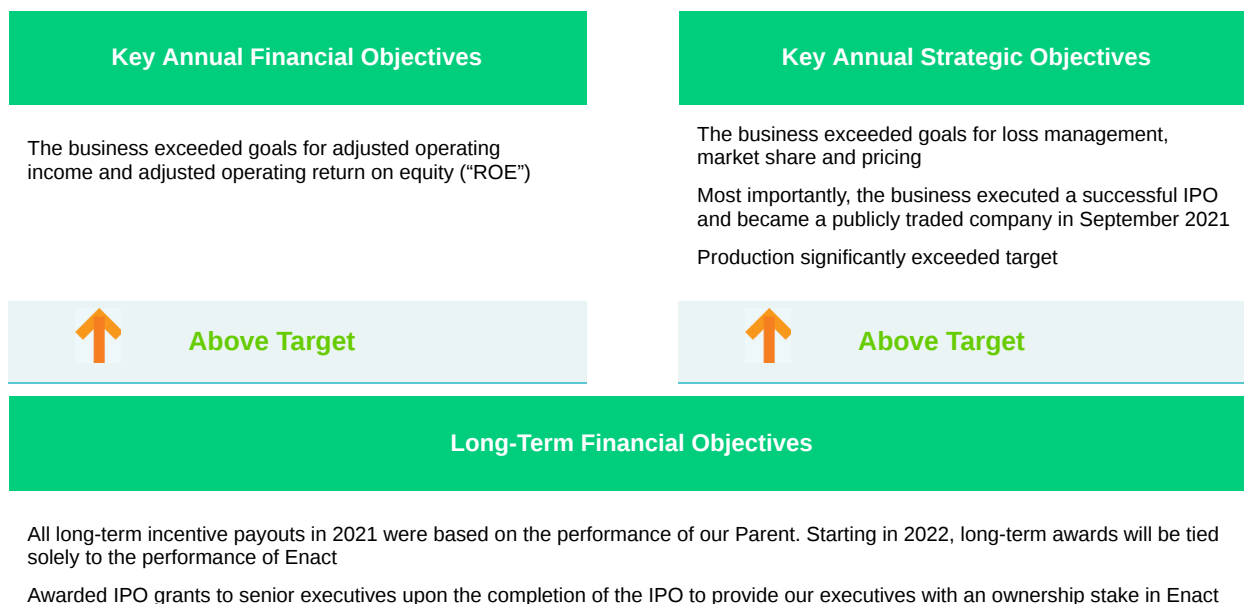 Key Annual Financial Objectives
The business exceeded goals for adjusted operating
income and adjusted operating return on equity (“ROE”)
Above Target
Key Annual Strategic Objectives
The business exceeded goals for loss management,
market share and pricing
Most importantly, the business executed a successful IPO
and became a publicly traded company in September 2021
Production significantly exceeded target
Above Target
Long-Term Financial Objectives
All long-term incentive payouts in 2021 were based on the performance of our Parent. Starting in 2022, long-term awards will be tied
solely to the performance of Enact
Awarded IPO grants to senior executives upon the completion of the IPO to provide our executives with an ownership stake in Enact